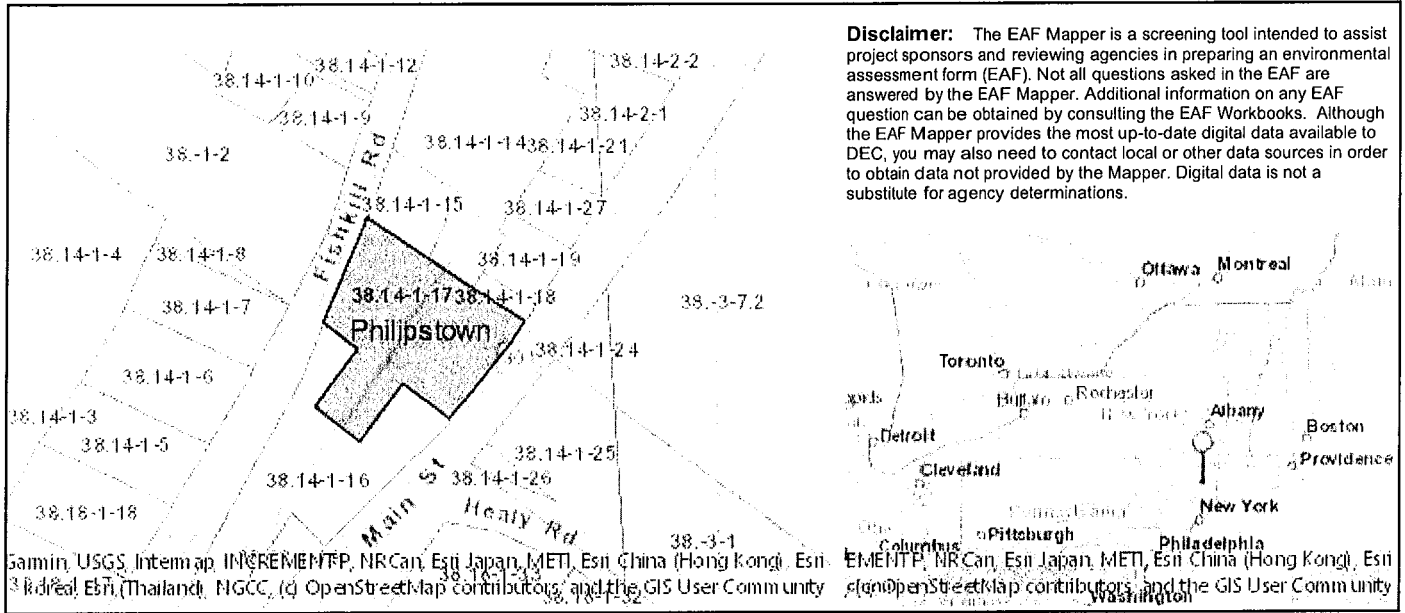 Disclaimer: The EAF Mapper is a screening tool intended to assist
project sponsors and reviewing agencies in preparing an environmental
assessment form (EAF). Not all questions asked in the EAF are
answered by the EAF Mapper. Additional information on any EAF
question can be obtained by consulting the EAF Workbooks. Although
the EAF Mapper provides the most up-to-date digital data available to
DEC, you may also need to contact local or other data sources in order
to obtain data not provided by the Mapper. Digital data is not a
substitute for agency determinations.
38.14-1-12
38.14-2-2
38.14-1-10
38.14-1-9
38.14-2-1
38.-1-2
38.14-1-14
38.14-1-21
Fishkill Rd
38.14-1-15
38.14-1-27
38.14-1-4
38.14-1-8
38.14-1-19
38.14-1-17
38.14-1-18
38.-3-7.2
38.14-1-7
Philipstown
38.14-1-24
38.14-1-6
38.14-1-3
38.14-1-5
38.14-1-25
38.14-1-16
Main St
38.14-1-26
38.18-1-18
Healy Rd
38.-3-1
Garmin, USGS, Intermap, INCREMENT P, NRCan, Esri Japan, METI, Esri China (Hong Kong), Esri
Korea, Esri (Thailand), NGCC, (c) OpenStreetMap contributors, and the GIS User Community
Ottawa
Montreal
Toronto
Buffalo
Rochester
Albany
Boston
Detroit
Providence
Cleveland
New York
Pennsylvania
Pittsburgh
Columbus
Philadelphia
EMENT P, NRCan, Esri Japan, METI, Esri China (Hong Kong), Esri
OpenStreetMap contributors, and the GIS User Community
Washington